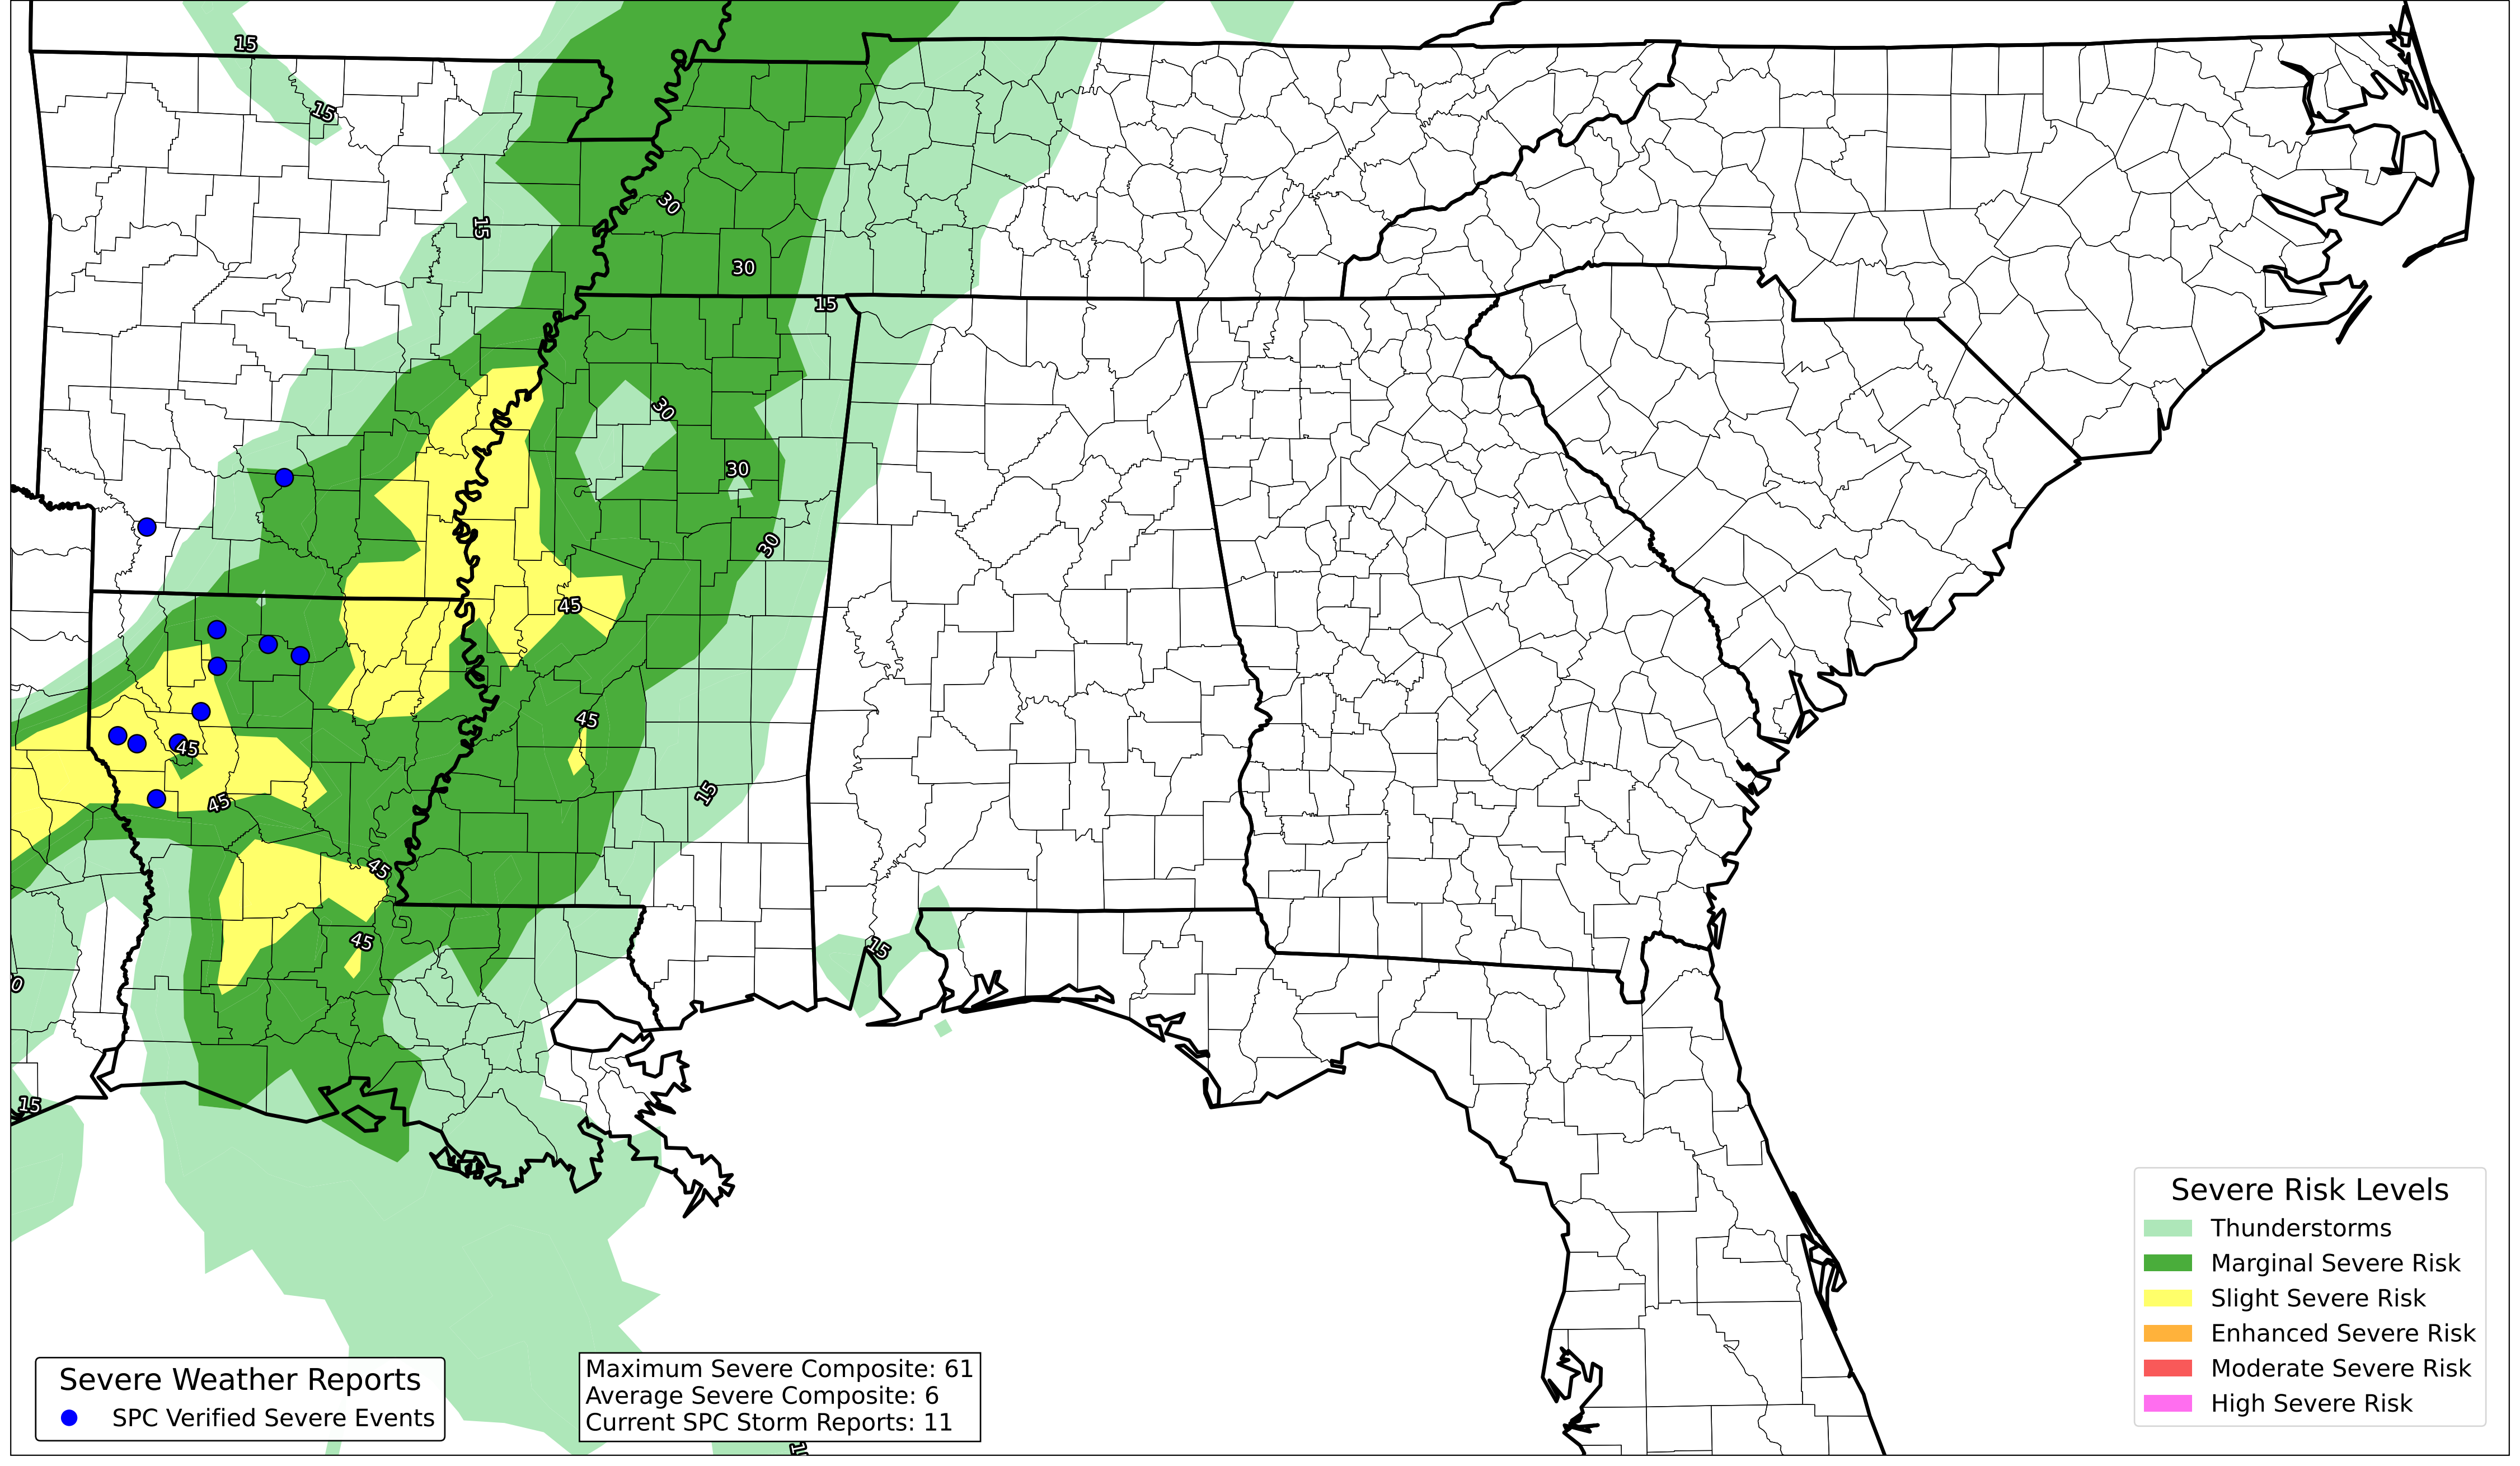 15
15
15
30
30
15
30
30
30
45
45
45
45
15
45
45
15
0
15
Severe Risk Levels
Thunderstorms
Marginal Severe Risk
Slight Severe Risk
Enhanced Severe Risk
Moderate Severe Risk
High Severe Risk
Severe Weather Reports
SPC Verified Severe Events
Maximum Severe Composite: 61
Average Severe Composite: 6
Current SPC Storm Reports: 11